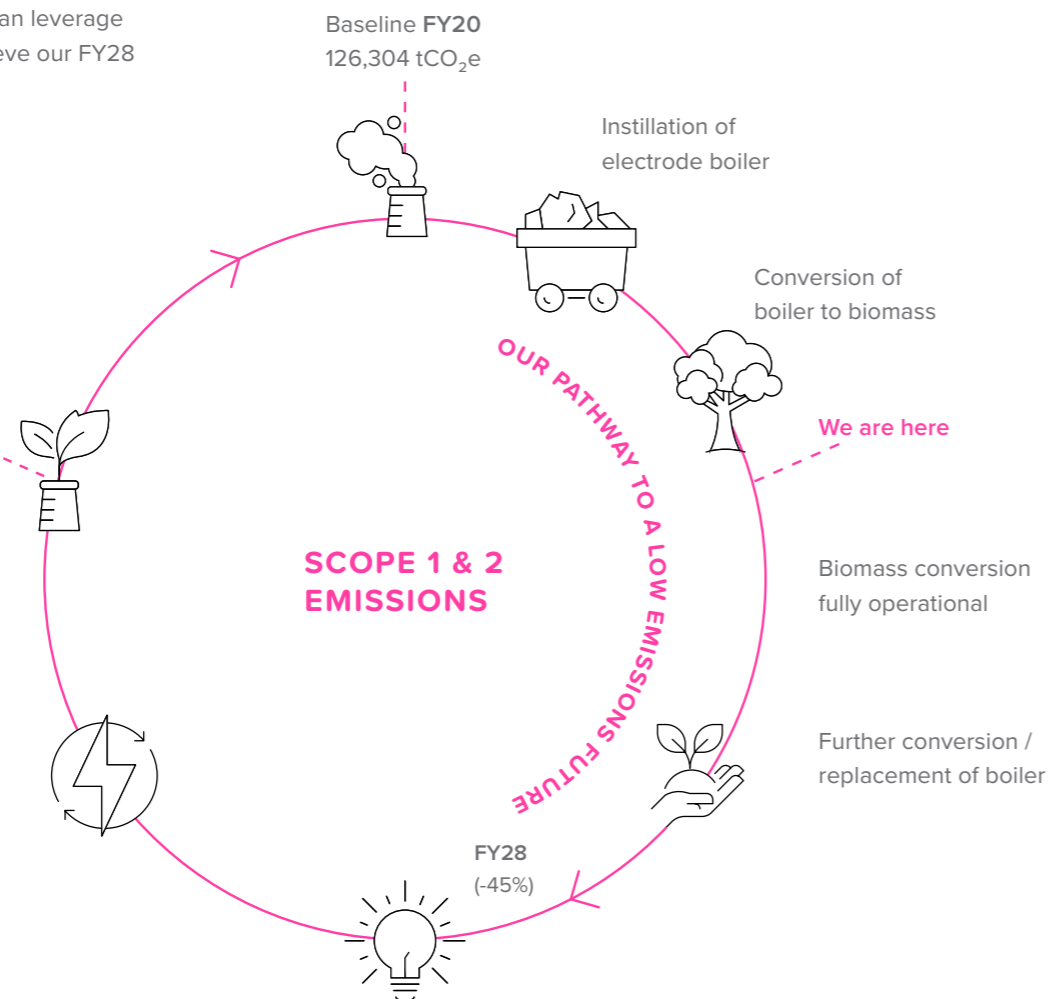 an leverage
eve our FY28
Baseline FY20
126,304 tCO₂e
Instillation of
electrode boiler
Conversion of
boiler to biomass
We are here
OUR PATHWAY TO A LOW EMISSIONS FUTURE
SCOPE 1 & 2
EMISSIONS
Biomass conversion
fully operational
Further conversion /
replacement of boiler
FY28
(-45%)